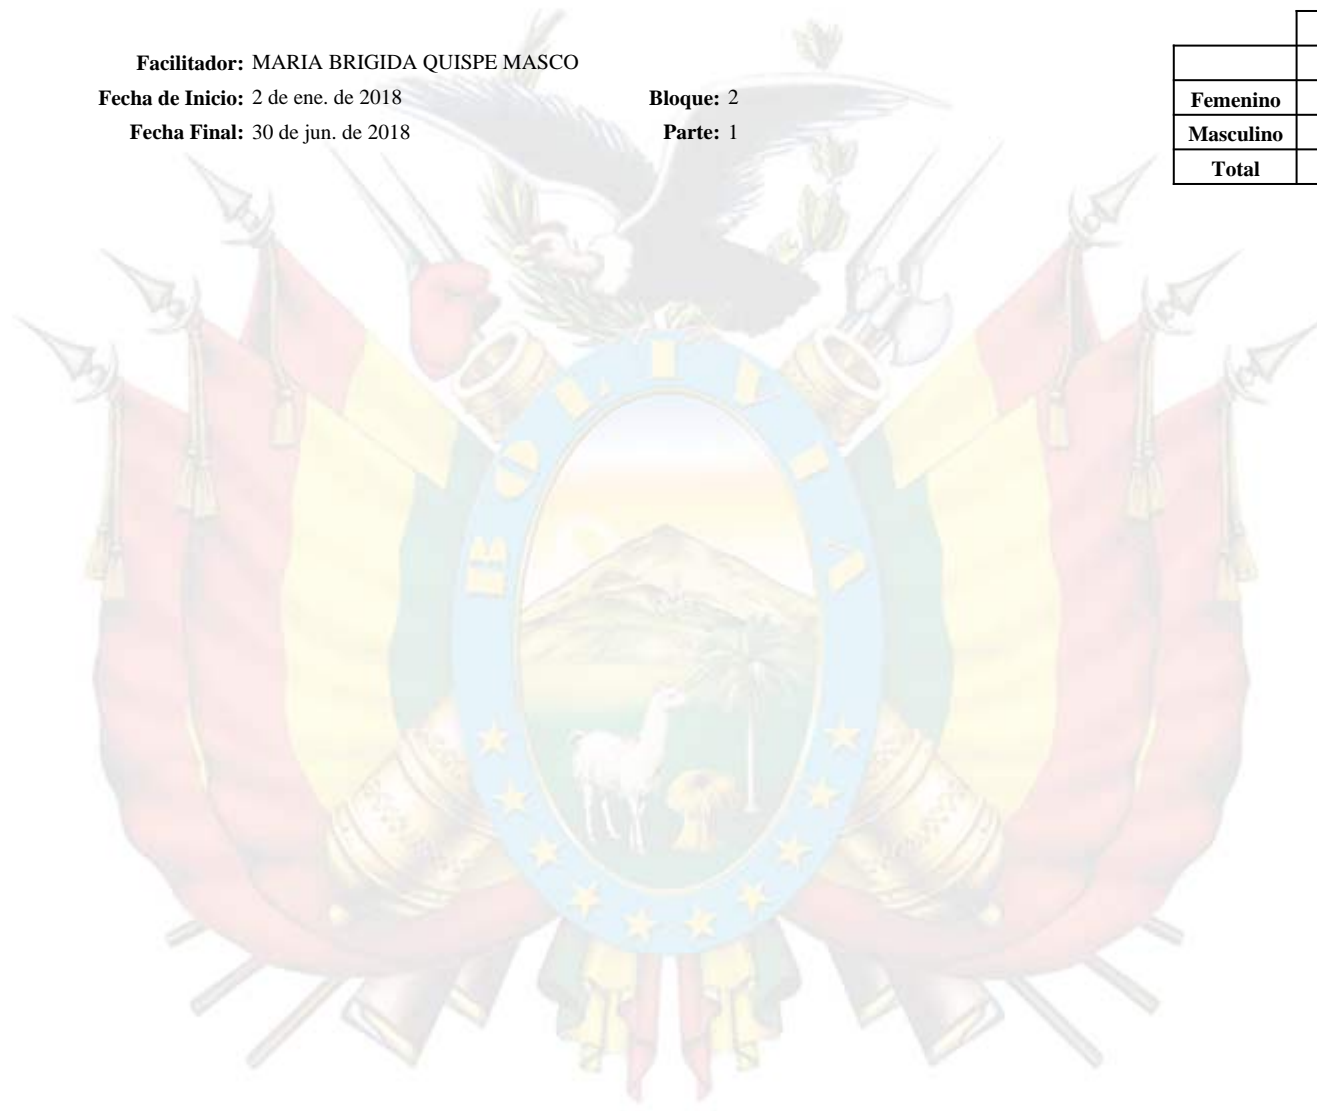 Facilitador: MARIA BRIGIDA QUISPE MASCO
Fecha de Inicio: 2 de ene. de 2018 Bloque: 2
Fecha Final: 30 de jun. de 2018 Parte: 1
Femenino
Masculino
Total
BOLIVIA